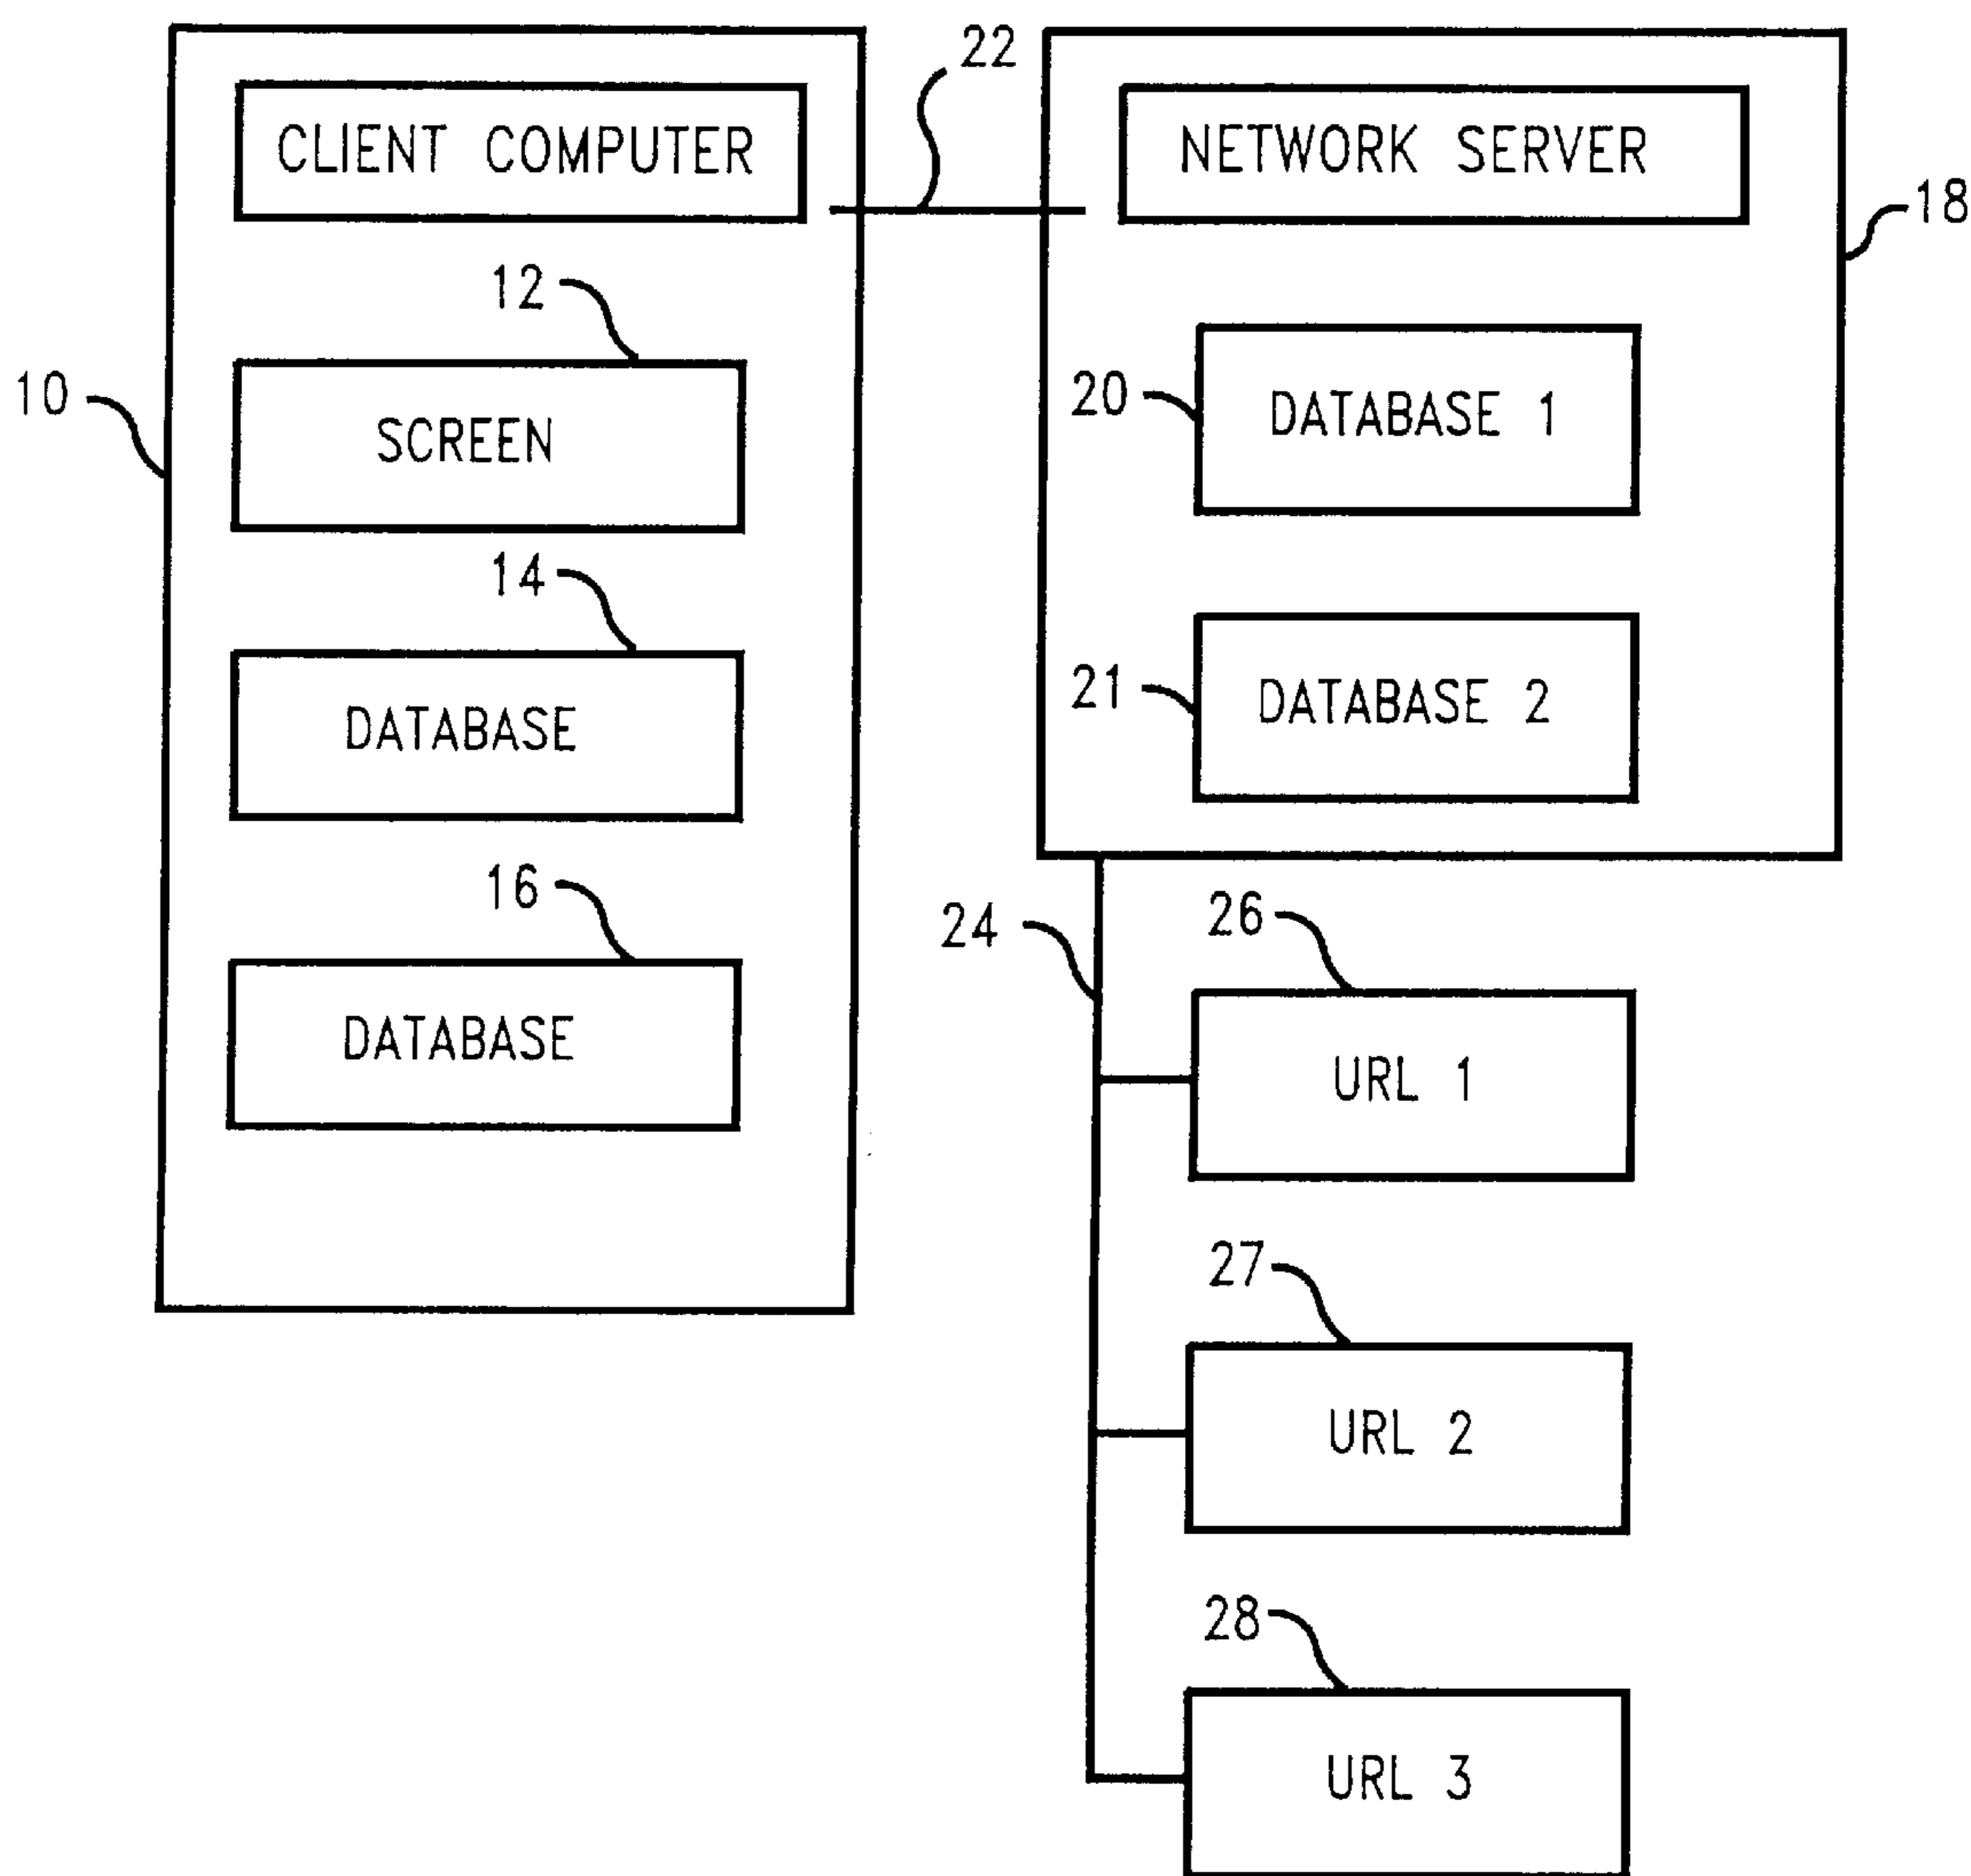 22
CLIENT COMPUTER
NETWORK SERVER
18
12
10
SCREEN
20
DATABASE 1
14
DATABASE
21
DATABASE 2
16
DATABASE
24
26
URL 1
27
URL 2
28
URL 3